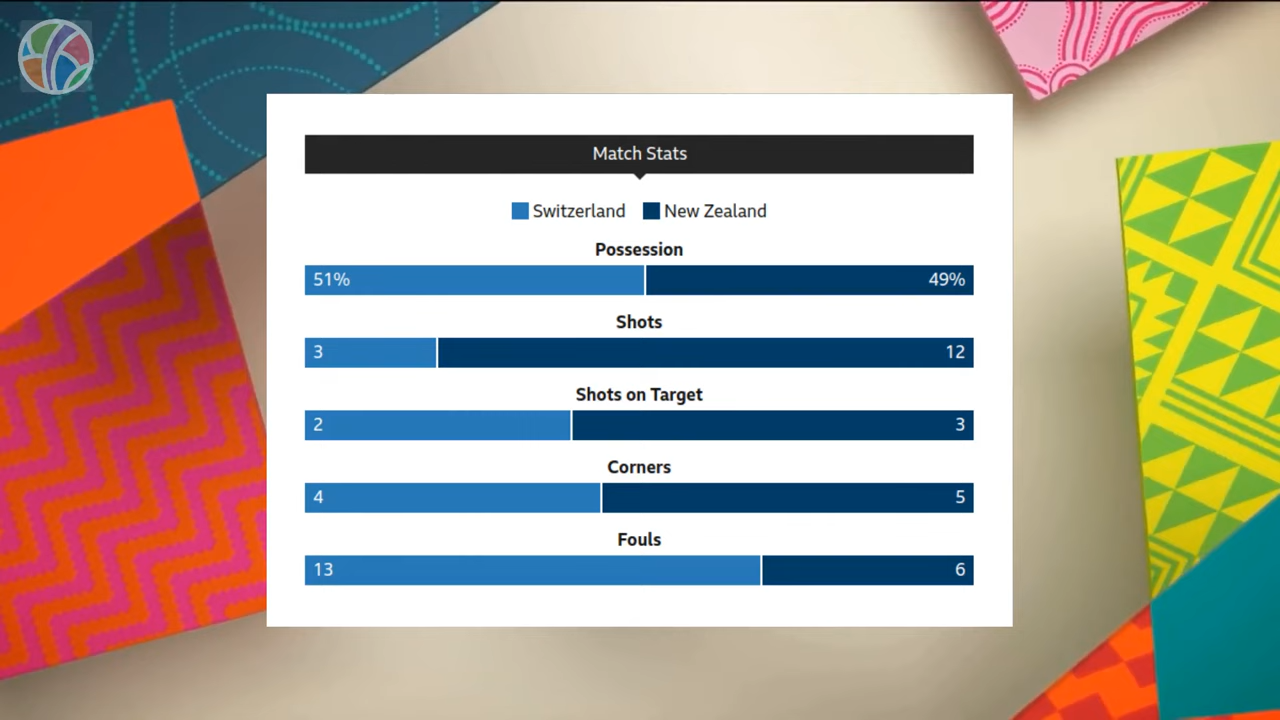 Match Stats
Switzerland New Zealand
Possession
51% 49%
Shots
3 12
Shots on Target
2 3
Corners
4 5
Fouls
13 6